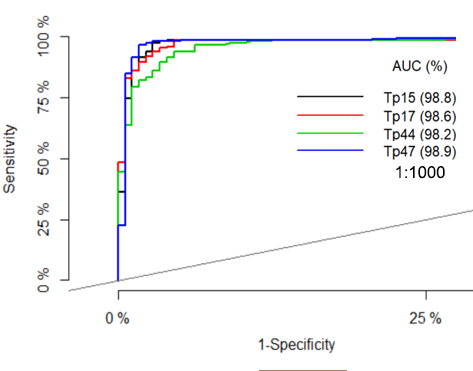 100 %
75%
50 %
25 %
0 %
Sensitivity
AUC (%)
Tp15 (98.8)
Tp17 (98.6)
Tp44 (98.2)
Tp47 (98.9)
1:1000
0 %
25 %
1-Specificity